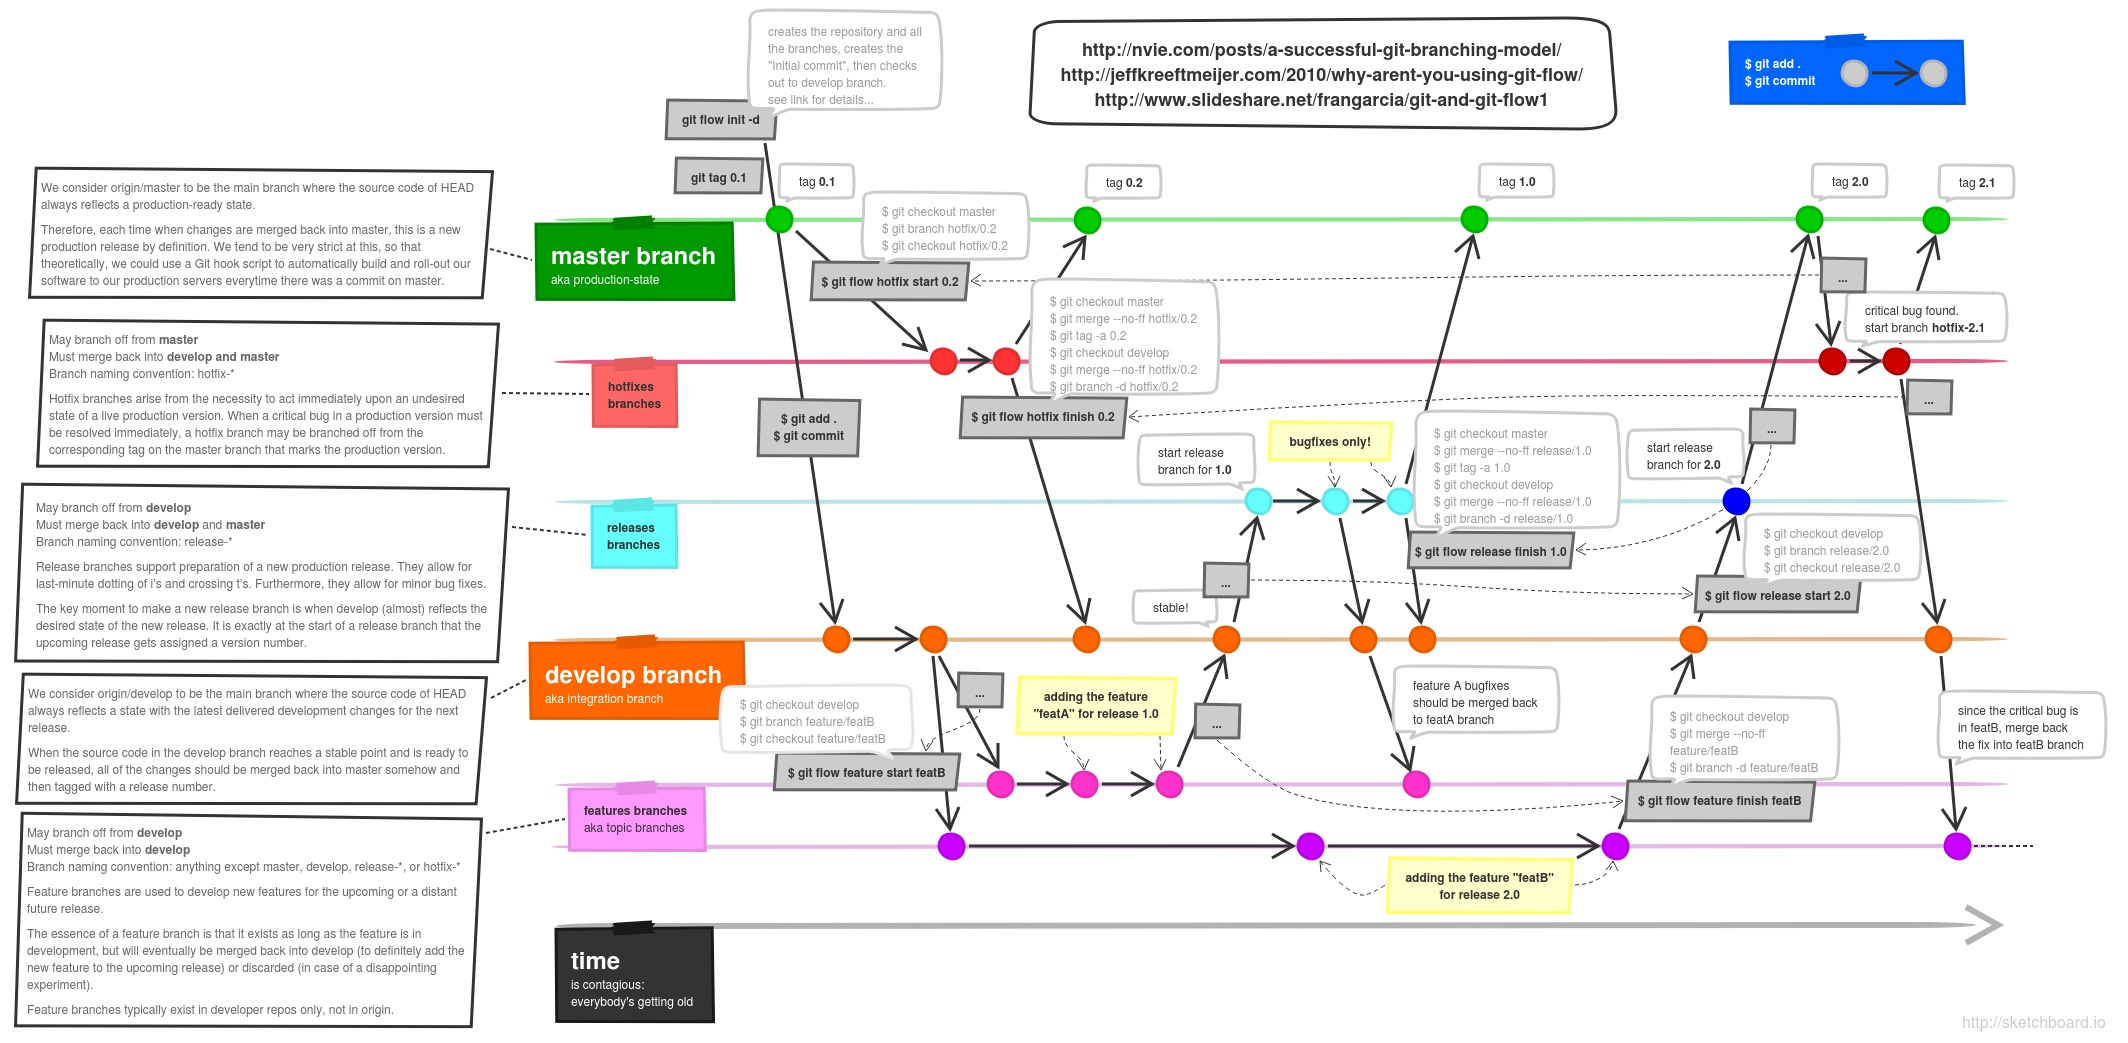 creates the repository and all
the branches, creates the
"Initial commit", then checks
out to develop branch.
see link for details...
http://nvie.com/posts/a-successful-git-branching-model/
http://jeffkreeftmeijer.com/2010/why-arent-you-using-git-flow/
http://www.slideshare.net/frangarcia/git-and-git-flow1
$ git add .
$ git commit
git flow init -d
git tag 0.1
tag 0.1
tag 0.2
tag 1.0
tag 2.0
tag 2.1
We consider origin/master to be the main branch where the source code of HEAD
always reflects a production-ready state.
Therefore, each time when changes are merged back into master, this is a new
production release by definition. We tend to be very strict at this, so that
theoretically, we could use a Git hook script to automatically build and roll-out our
software to our production servers everytime there was a commit on master.
master branch
aka production-state
$ git checkout master
$ git branch hotfix/0.2
$ git checkout hotfix/0.2
$ git flow hotfix start 0.2
...
critical bug found.
start branch hotfix-2.1
$ git checkout master
$ git merge --no-ff hotfix/0.2
$ git tag -a 0.2
$ git checkout develop
$ git merge --no-ff hotfix/0.2
$ git branch -d hotfix/0.2
May branch off from master
Must merge back into develop and master
Branch naming convention: hotfix-*
Hotfix branches arise from the necessity to act immediately upon an undesired
state of a live production version. When a critical bug in a production version must
be resolved immediately, a hotfix branch may be branched off from the
corresponding tag on the master branch that marks the production version.
hotfixes
branches
$ git add .
$ git commit
$ git flow hotfix finish 0.2
...
...
start release
branch for 1.0
bugfixes only!
$ git checkout master
$ git merge --no-ff release/1.0
$ git tag -a 1.0
$ git checkout develop
$ git merge --no-ff release/1.0
$ git branch -d release/1.0
start release
branch for 2.0
May branch off from develop
Must merge back into develop and master
Branch naming convention: release-*
Release branches support preparation of a new production release. They allow for
last-minute dotting of i's and crossing t's. Furthermore, they allow for minor bug fixes.
The key moment to make a new release branch is when develop (almost) reflects the
desired state of the new release. It is exactly at the start of a release branch that the
upcoming release gets assigned a version number.
releases
branches
$ git flow release finish 1.0
$ git checkout develop
$ git branch release/2.0
$ git checkout release/2.0
...
$ git flow release start 2.0
stable!
We consider origin/develop to be the main branch where the source code of HEAD
always reflects a state with the latest delivered development changes for the next
release.
When the source code in the develop branch reaches a stable point and is ready to
be released, all of the changes should be merged back into master somehow and
then tagged with a release number.
develop branch
aka integration branch
$ git checkout develop
$ git branch feature/featB
$ git checkout feature/featB
...
adding the feature
"featA" for release 1.0
...
feature A bugfixes
should be merged back
to featA branch
$ git checkout develop
$ git merge --no-ff
feature/featB
$ git branch -d feature/featB
since the critical bug is
in featB, merge back
the fix into featB branch
$ git flow feature start featB
$ git flow feature finish featB
May branch off from develop
Must merge back into develop
Branch naming convention: anything except master, develop, release-*, or hotfix-*
Feature branches are used to develop new features for the upcoming or a distant
future release.
The essence of a feature branch is that it exists as long as the feature is in
development, but will eventually be merged back into develop (to definitely add the
new feature to the upcoming release) or discarded (in case of a disappointing
experiment).
Feature branches typically exist in developer repos only, not in origin.
features branches
aka topic branches
adding the feature "featB"
for release 2.0
time
is contagious:
everybody's getting old
http://sketchboard.io